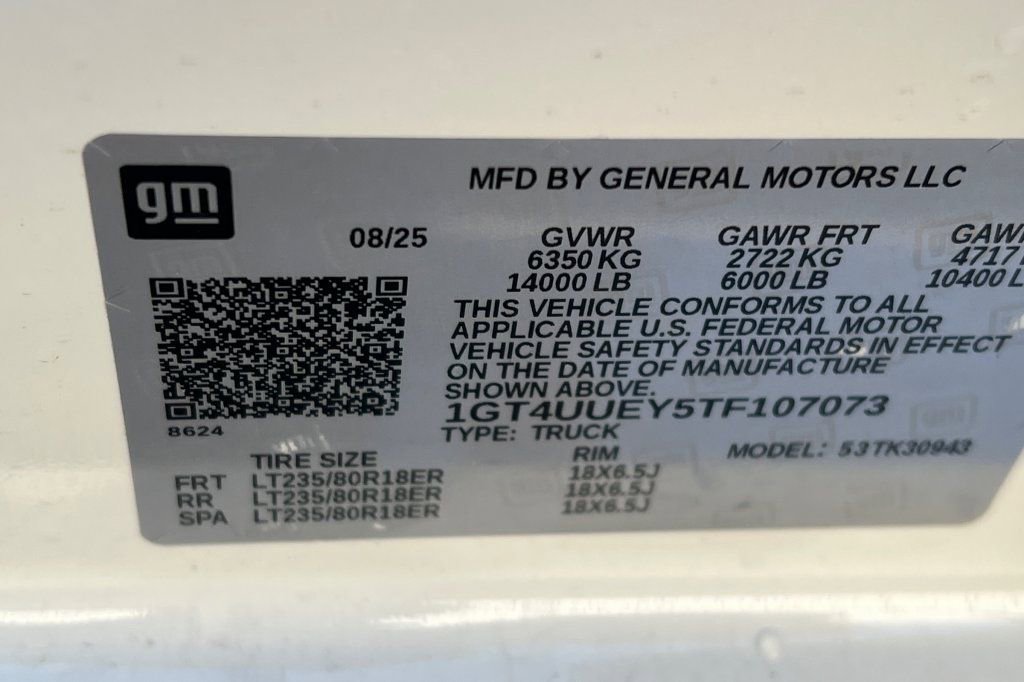 gm
MFD BY GENERAL MOTORS LLC
08/25 GVWR GAWR FRT
6350 KG 2722 KG
14000 LB 6000 LB 10400
THIS VEHICLE CONFORMS TO ALL
APPLICABLE U.S. FEDERAL MOTOR
VEHICLE SAFETY STANDARDS IN EFFECT
ON THE DATE OF MANUFACTURE
SHOWN ABOVE.
1GT4UUEY5TF107073
8624
TYPE: TRUCK MODEL: 53TK30943
TIRE SIZE RIM
FRT LT235/80R18ER 18X6.5J
RR LT235/80R18ER 18X6.5J
SPA LT235/80R18ER 18X6.5J